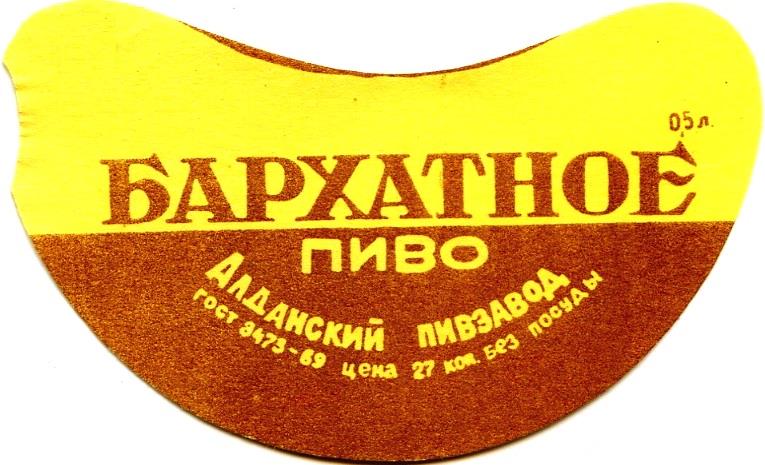 0,5 л.
БАРХАТНОЕ
ПИВО
АЛДАНСКИЙ ПИВЗАВОД
ГОСТ 3473-69 цена 27 коп. БЕЗ ПОСУДЫ